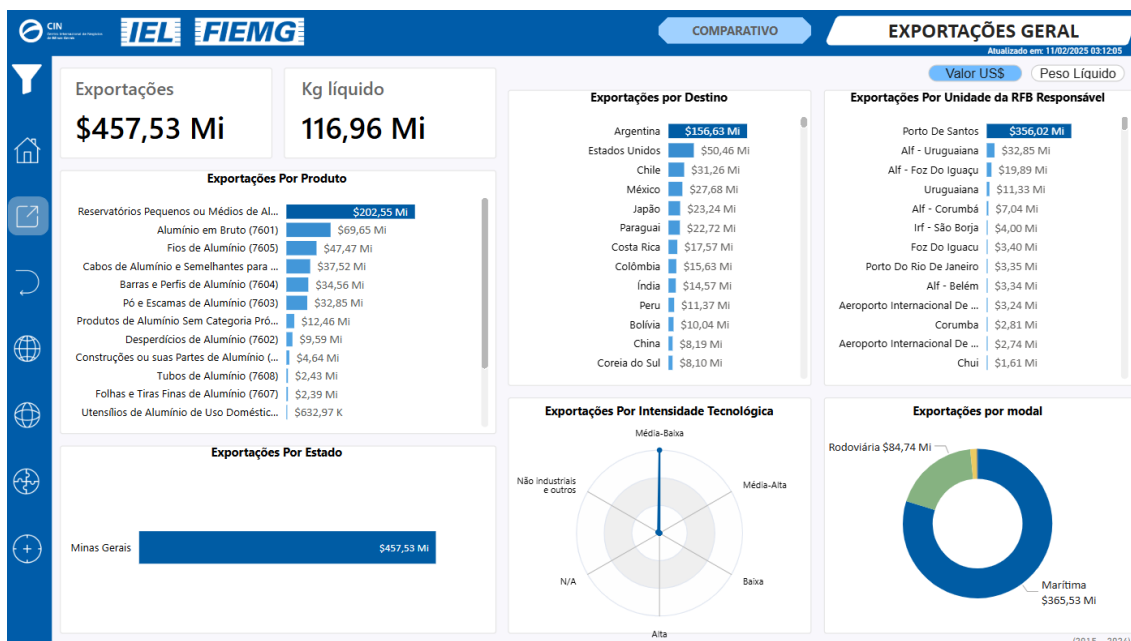 CIN
IEL
FIEMG
COMPARATIVO
EXPORTAÇÕES GERAL
Atualizado em: 11/02/2025 03:12:05
Valor US$
Peso Líquido
Exportações
$457,53 Mi
Kg líquido
116,96 Mi
Exportações Por Produto
Reservatórios Pequenos ou Médios de Al... $202,55 Mi
Alumínio em Bruto (7601) $69,65 Mi
Fios de Alumínio (7605) $47,47 Mi
Cabos de Alumínio e Semelhantes para ... $37,52 Mi
Barras e Perfis de Alumínio (7604) $34,56 Mi
Pó e Escamas de Alumínio (7603) $32,85 Mi
Produtos de Alumínio Sem Categoria Pró... $12,46 Mi
Desperdícios de Alumínio (7602) $9,59 Mi
Construções ou suas Partes de Alumínio (... $4,64 Mi
Tubos de Alumínio (7608) $2,43 Mi
Folhas e Tiras Finas de Alumínio (7607) $2,39 Mi
Utensílios de Alumínio de Uso Doméstic... $632,97 K
Exportações Por Estado
Minas Gerais $457,53 Mi
Exportações por Destino
Argentina $156,63 Mi
Estados Unidos $50,46 Mi
Chile $31,26 Mi
México $27,68 Mi
Japão $23,24 Mi
Paraguai $22,72 Mi
Costa Rica $17,57 Mi
Colômbia $15,63 Mi
Índia $14,57 Mi
Peru $11,37 Mi
Bolívia $10,04 Mi
China $8,19 Mi
Coreia do Sul $8,10 Mi
Exportações Por Unidade da RFB Responsável
Porto De Santos $356,02 Mi
Alf - Uruguaiana $32,85 Mi
Alf - Foz Do Iguaçu $19,89 Mi
Uruguaiana $11,33 Mi
Alf - Corumbá $7,04 Mi
Irf - São Borja $4,00 Mi
Foz Do Iguacu $3,40 Mi
Porto Do Rio De Janeiro $3,35 Mi
Alf - Belém $3,34 Mi
Aeroporto Internacional De ... $3,24 Mi
Corumba $2,81 Mi
Aeroporto Internacional De ... $2,74 Mi
Chui $1,61 Mi
Exportações Por Intensidade Tecnológica
Média-Baixa
Média-Alta
Baixa
Alta
N/A
Não industriais
e outros
Exportações por modal
Rodoviária $84,74 Mi
Marítima
$365,53 Mi